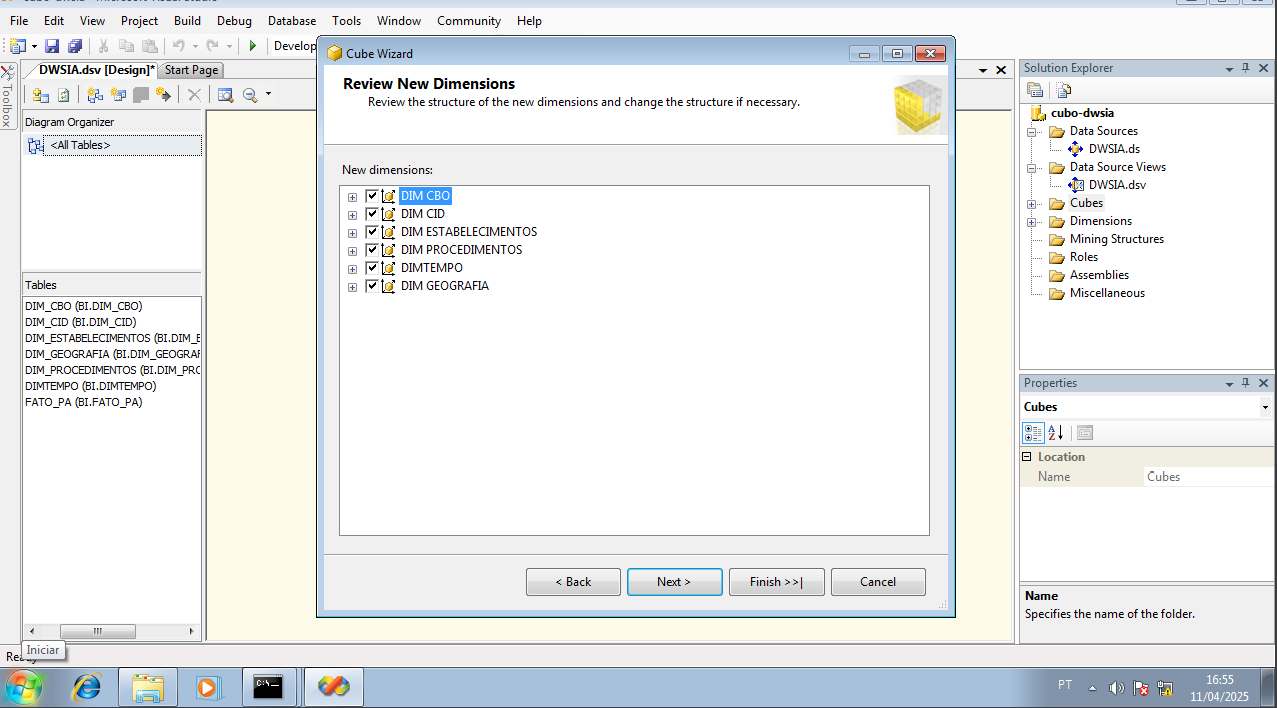 File Edit View Project Build Debug Database Tools Window Community Help
Develop
DWSIA.dsv [Design]* Start Page
Toolbox
Diagram Organizer
<All Tables>
Tables
DIM_CBO (BI.DIM_CBO)
DIM_CID (BI.DIM_CID)
DIM_ESTABELECIMENTOS (BI.DIM_E
DIM_GEOGRAFIA (BI.DIM_GEOGRAF
DIM_PROCEDIMENTOS (BI.DIM_PRO
DIMTEMPO (BI.DIMTEMPO)
FATO_PA (BI.FATO_PA)
Cube Wizard
Review New Dimensions
Review the structure of the new dimensions and change the structure if necessary.
New dimensions:
DIM CBO
DIM CID
DIM ESTABELECIMENTOS
DIM PROCEDIMENTOS
DIMTEMPO
DIM GEOGRAFIA
< Back Next > Finish >>| Cancel
Solution Explorer
cubo-dwsia
Data Sources
DWSIA.ds
Data Source Views
DWSIA.dsv
Cubes
Dimensions
Mining Structures
Roles
Assemblies
Miscellaneous
Properties
Cubes
Location
Name Cubes
Name
Specifies the name of the folder.
Iniciar
C:\
PT
16:55
11/04/2025